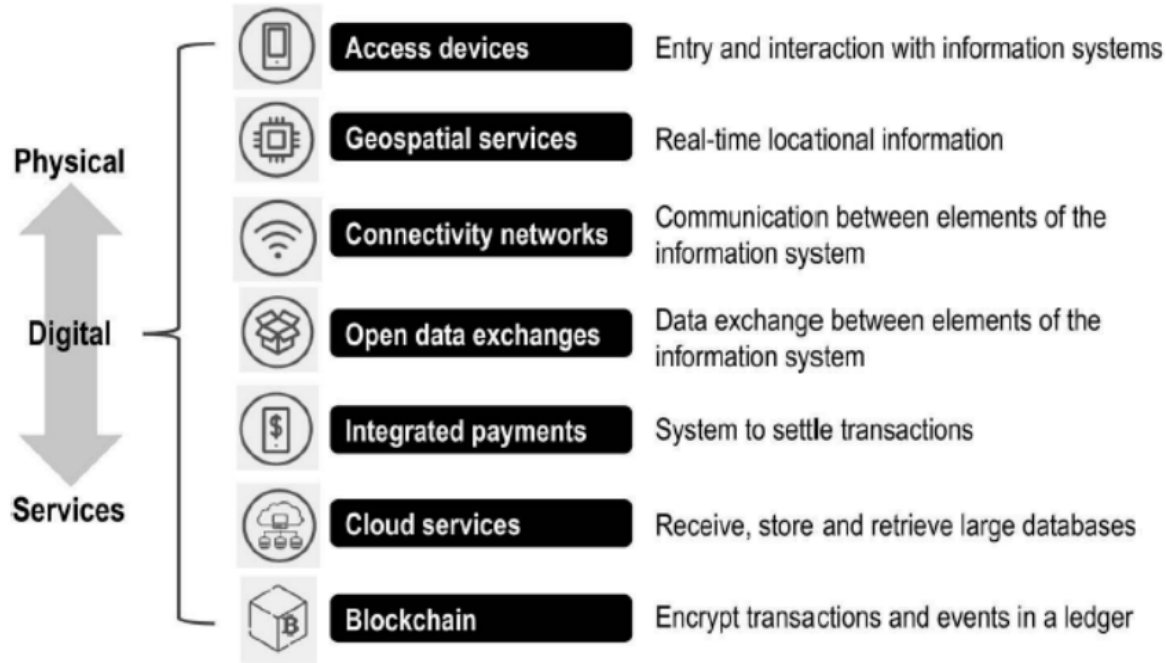 Access devices
Entry and interaction with information systems
Geospatial services
Real-time locational information
Physical
Connectivity networks
Communication between elements of the
information system
Digital
Open data exchanges
Data exchange between elements of the
information system
$
Integrated payments
System to settle transactions
Services
Cloud services
Receive, store and retrieve large databases
B
Blockchain
Encrypt transactions and events in a ledger